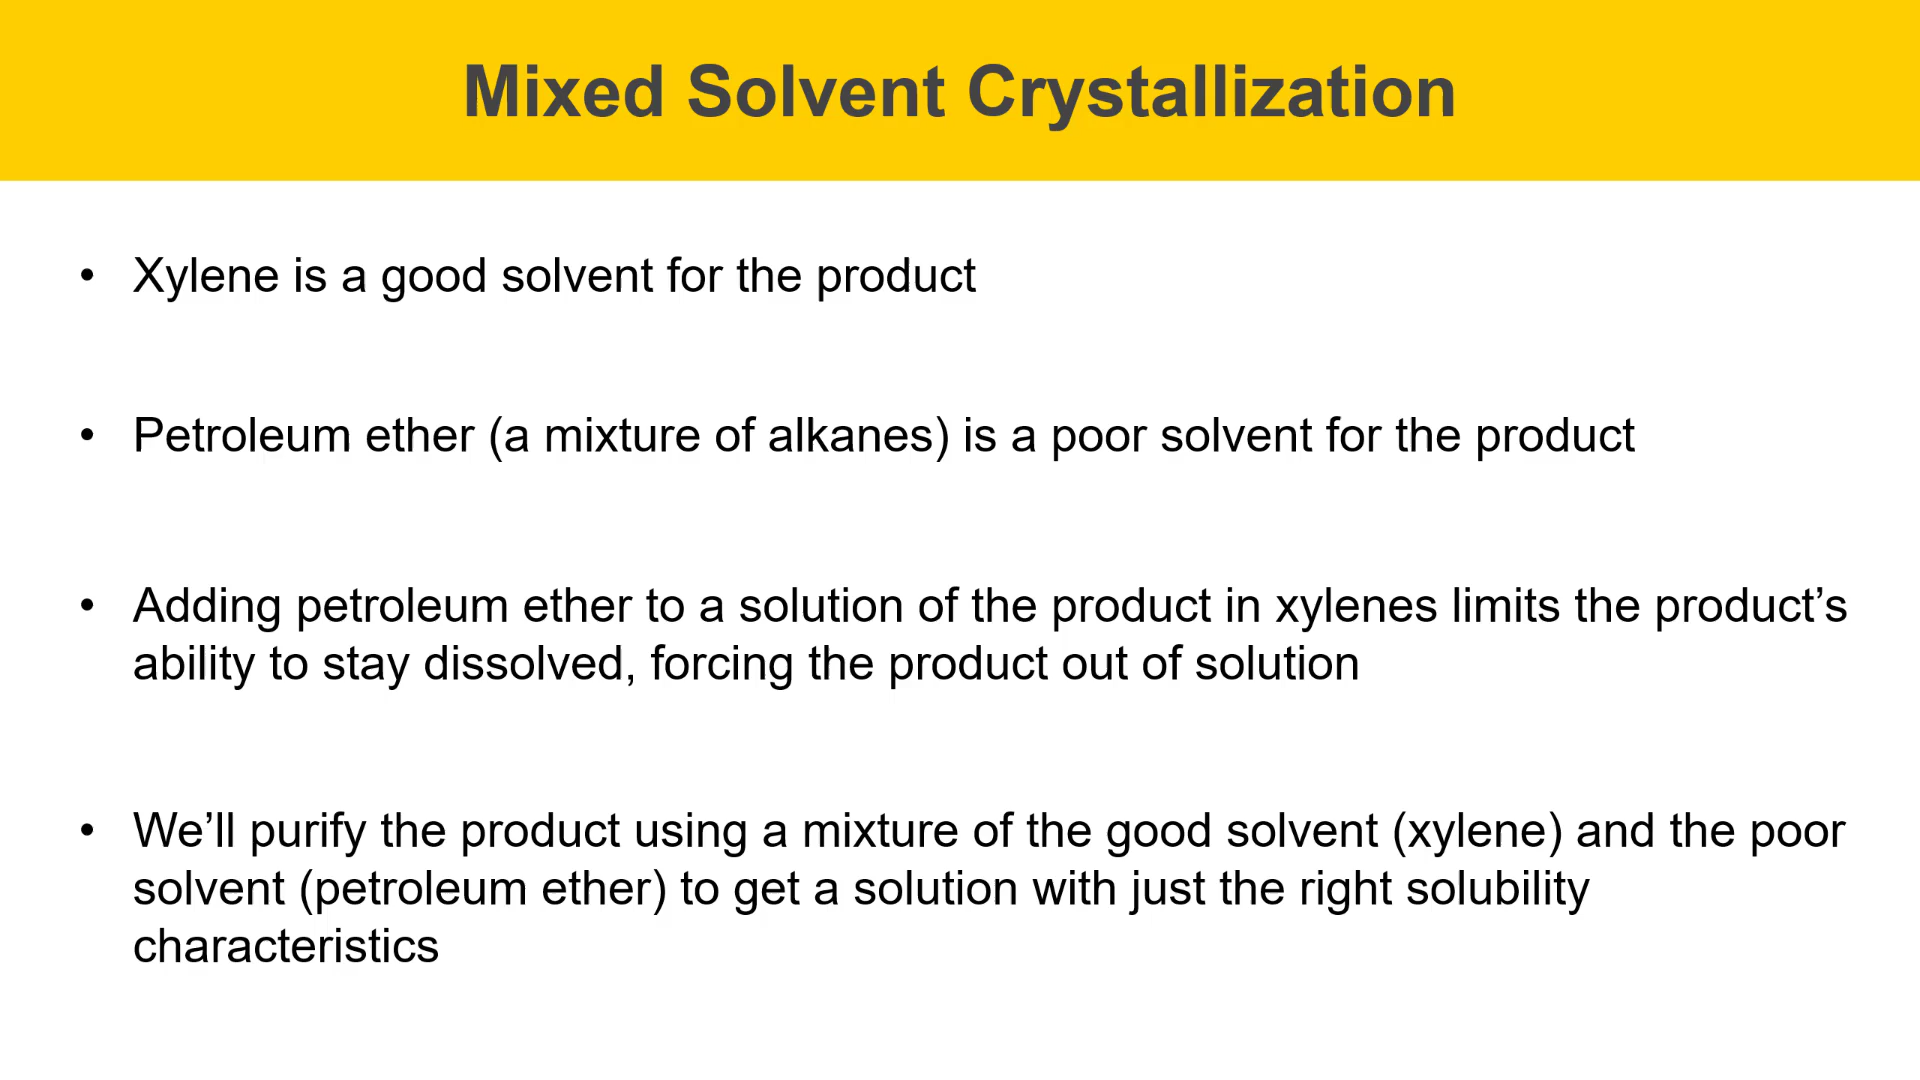 Mixed Solvent Crystallization
• Xylene is a good solvent for the product
• Petroleum ether (a mixture of alkanes) is a poor solvent for the product
• Adding petroleum ether to a solution of the product in xylenes limits the product’s
ability to stay dissolved, forcing the product out of solution
• We’ll purify the product using a mixture of the good solvent (xylene) and the poor
solvent (petroleum ether) to get a solution with just the right solubility
characteristics